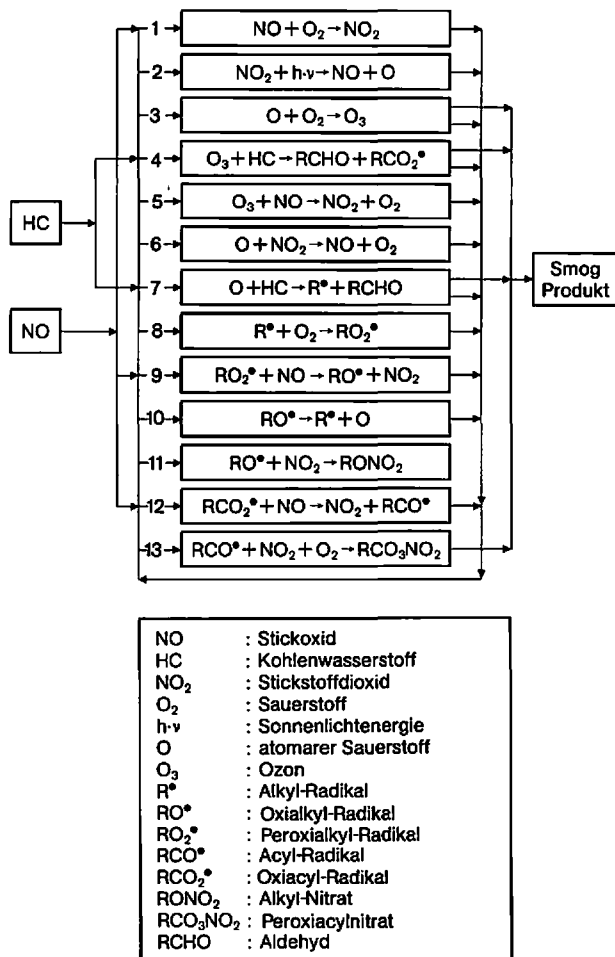 1 NO + O₂ → NO₂
2 NO₂ + h·ν → NO + O
3 O + O₂ → O₃
4 O₃ + HC → RCHO + RCO₂•
5 O₃ + NO → NO₂ + O₂
HC
6 O + NO₂ → NO + O₂
7 O + HC → R• + RCHO
Smog
Produkt
NO
8 R• + O₂ → RO₂•
9 RO₂• + NO → RO• + NO₂
10 RO• → R• + O
11 RO• + NO₂ → RONO₂
12 RCO₂• + NO → NO₂ + RCO•
13 RCO• + NO₂ + O₂ → RCO₃NO₂
NO : Stickoxid
HC : Kohlenwasserstoff
NO₂ : Stickstoffdioxid
O₂ : Sauerstoff
h·ν : Sonnenlichtenergie
O : atomarer Sauerstoff
O₃ : Ozon
R• : Alkyl-Radikal
RO• : Oxialkyl-Radikal
RO₂• : Peroxialkyl-Radikal
RCO• : Acyl-Radikal
RCO₂• : Oxiacyl-Radikal
RONO₂ : Alkyl-Nitrat
RCO₃NO₂ : Peroxiacylnitrat
RCHO : Aldehyd